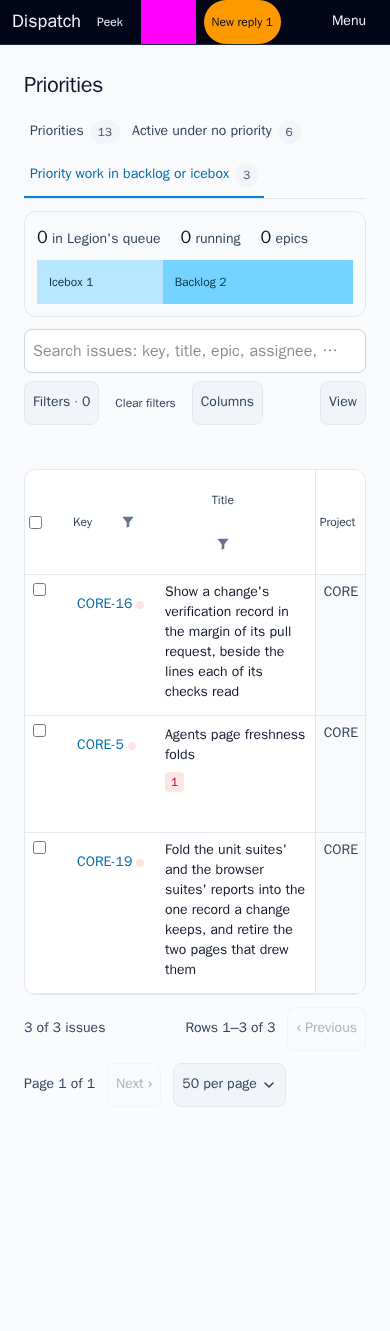 Dispatch Peek New reply 1 Menu
Priorities
Priorities 13 Active under no priority 6
Priority work in backlog or icebox 3
0 in Legion's queue 0 running 0 epics
Icebox 1 Backlog 2
Search issues: key, title, epic, assignee, ⋯
Filters · 0 Clear filters Columns View
Title
Key Project
CORE-16 Show a change's CORE
verification record in
the margin of its pull
request, beside the
lines each of its
checks read
CORE-5 Agents page freshness CORE
folds
1
CORE-19 Fold the unit suites' CORE
and the browser
suites' reports into the
one record a change
keeps, and retire the
two pages that drew
them
3 of 3 issues Rows 1–3 of 3 ‹ Previous
Page 1 of 1 Next › 50 per page